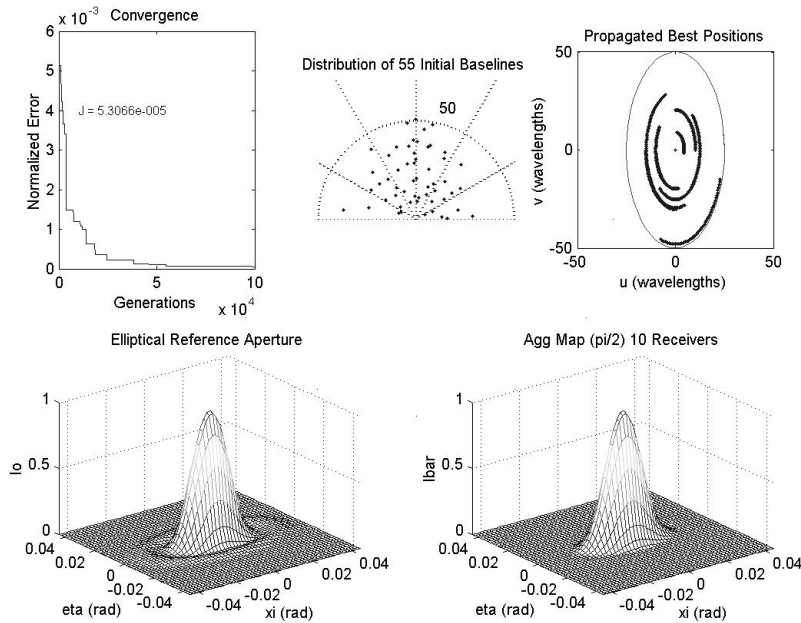 Convergence
x 10^-3
6
5
4
3
2
1
0
Normalized Error
J = 5.3066e-005
0
5
10
Generations
x 10^4
Distribution of 55 Initial Baselines
50
Propagated Best Positions
50
0
-50
v (wavelengths)
-50
0
50
u (wavelengths)
Elliptical Reference Aperture
1
0.5
0
Io
0.04
0.02
0
-0.02
-0.04
eta (rad)
-0.04
-0.02
0
0.02
0.04
xi (rad)
Agg Map (pi/2) 10 Receivers
1
0.5
0
Ibar
0.04
0.02
0
-0.02
-0.04
eta (rad)
-0.04
-0.02
0
0.02
0.04
xi (rad)